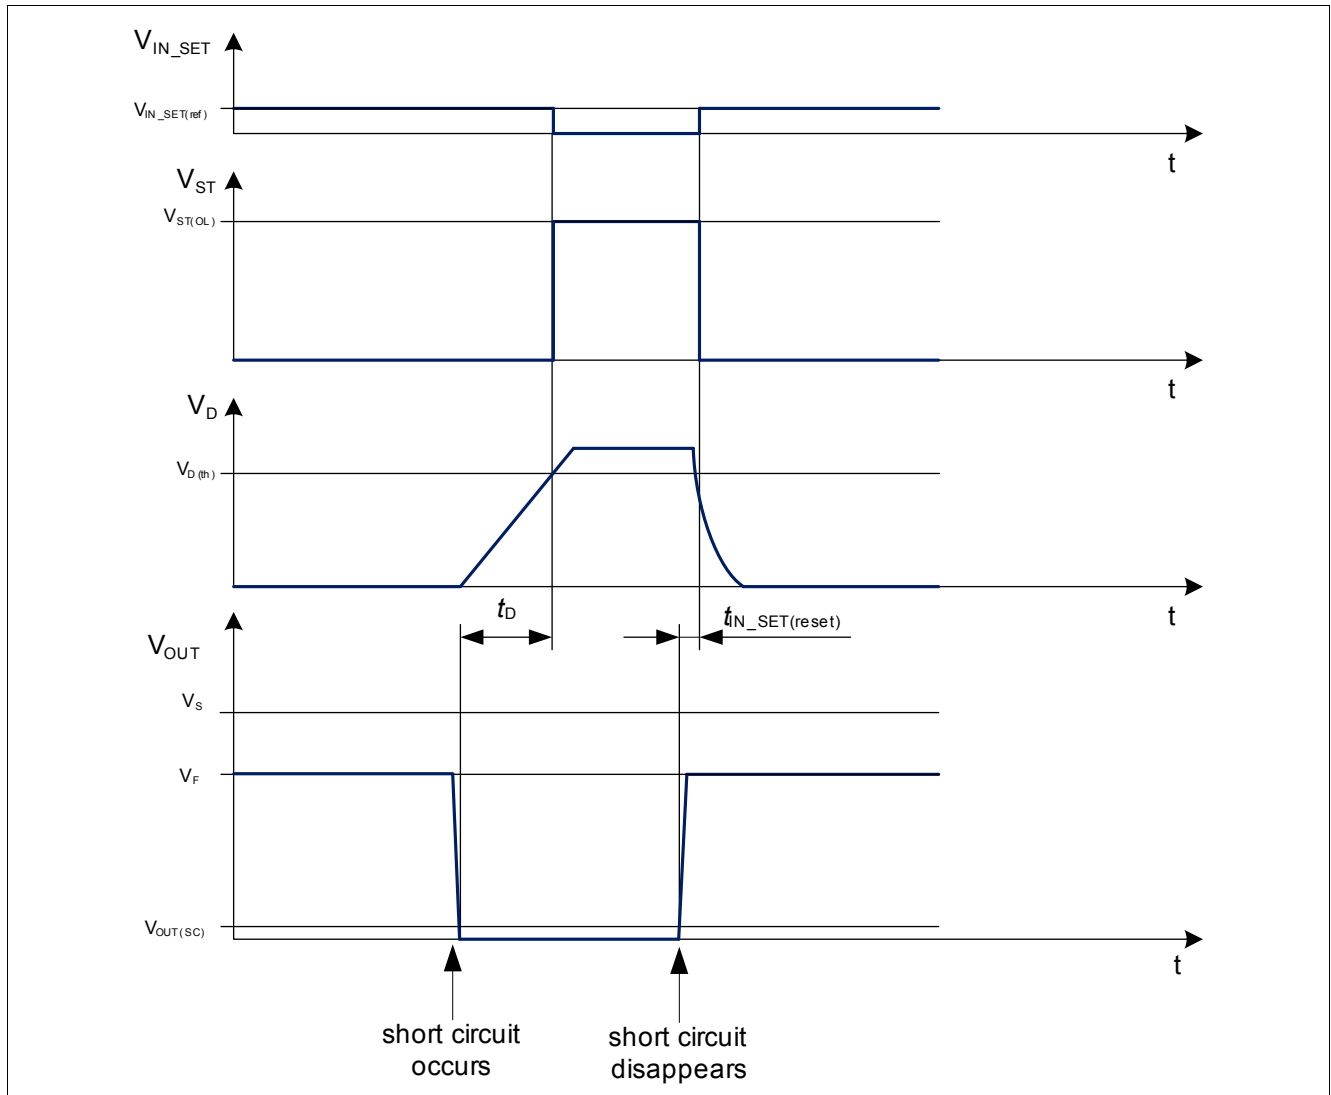 VIN_SET
VIN_SET(ref)
t
VST
VST(OL)
t
VD
VD(th)
t
tD
tIN_SET(reset)
VOUT
VS
VF
VOUT(SC)
t
short circuit
occurs
short circuit
disappears